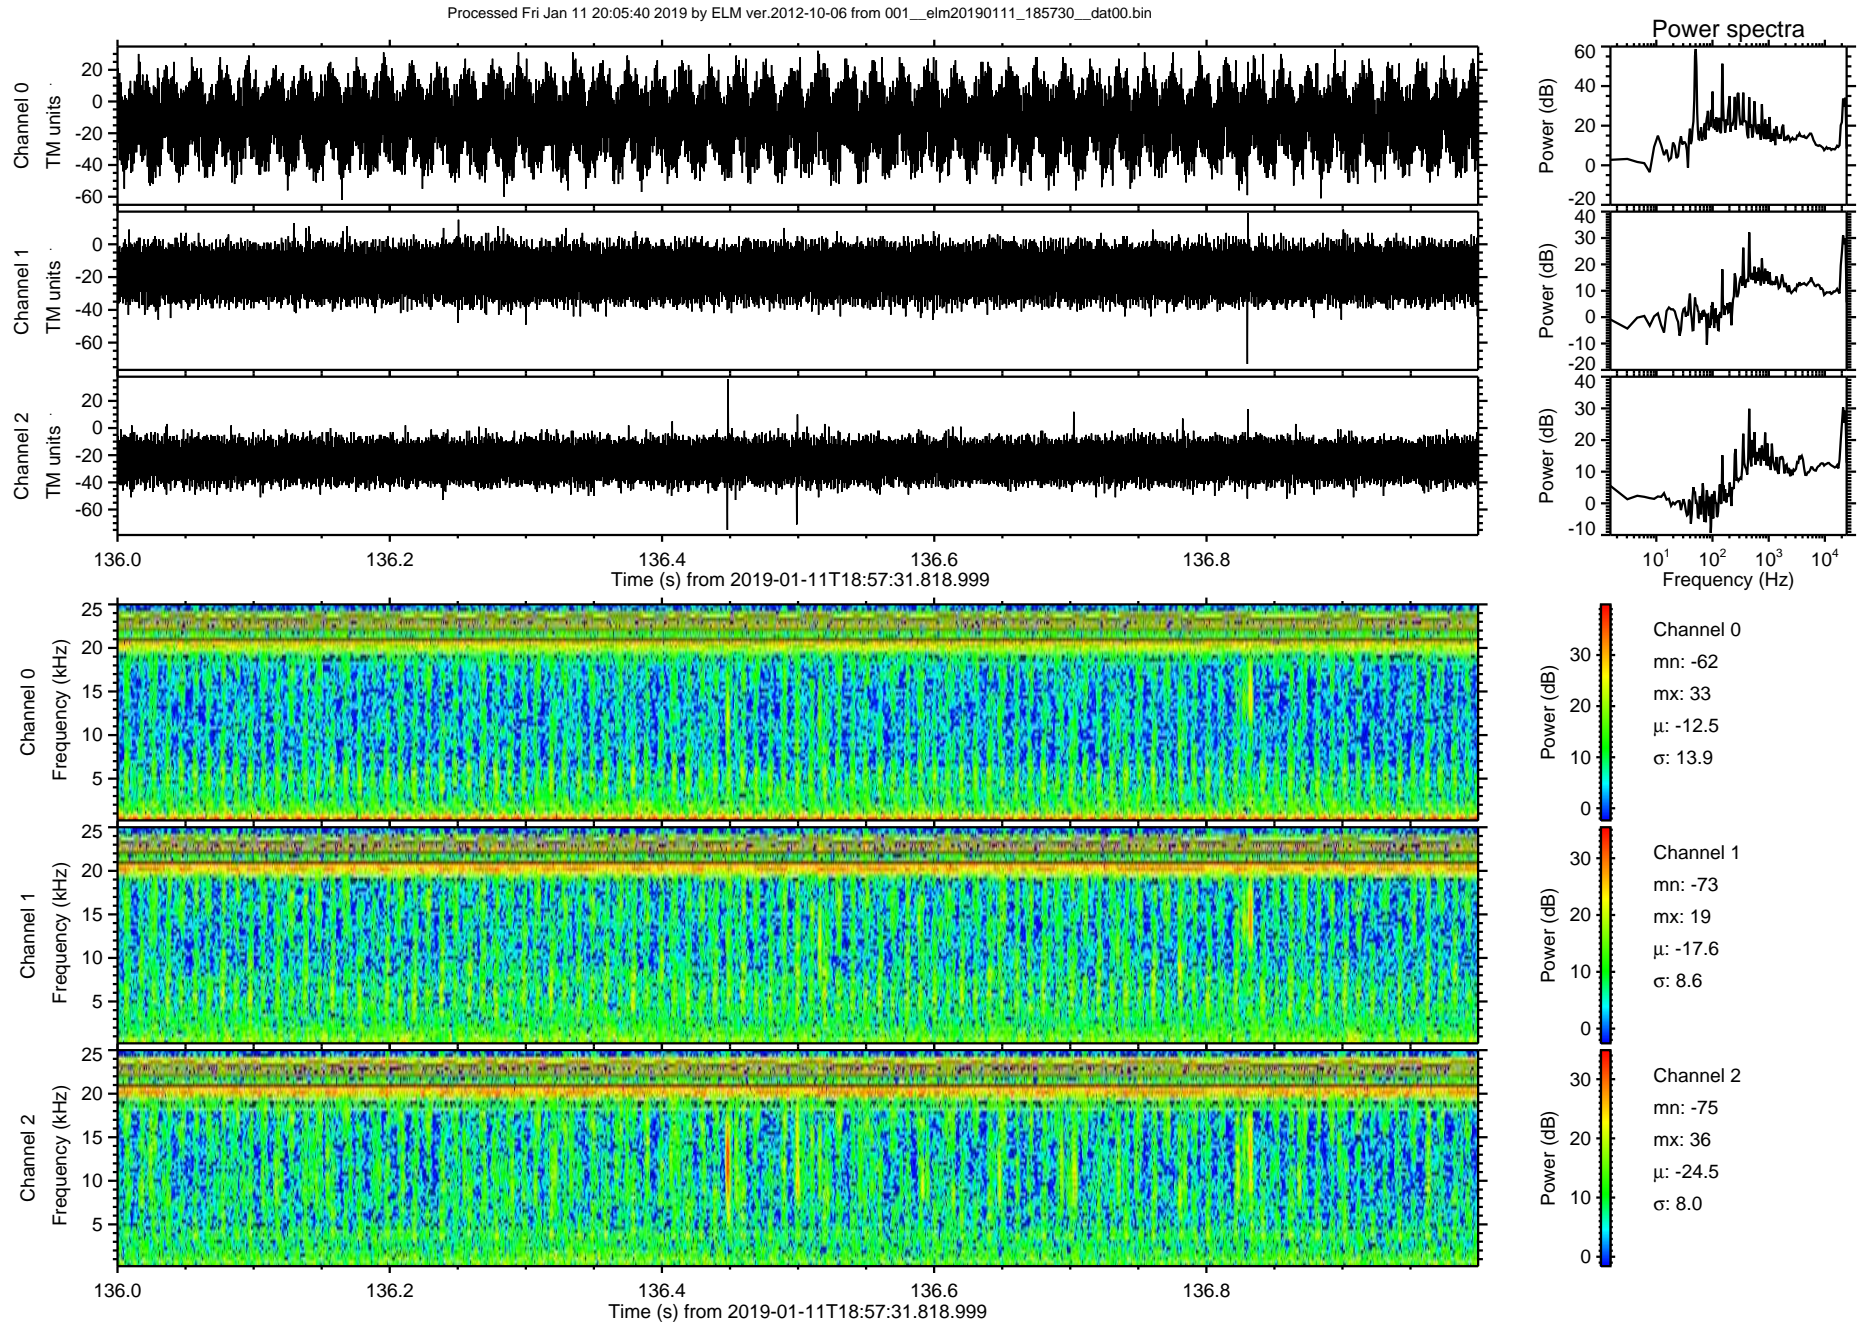 Processed Fri Jan 11 20:05:40 2019 by ELM ver.2012-10-06 from 001__elm20190111_185730__dat00.bin
Power spectra
Channel 0
TM units
20
0
-20
-40
-60
Power (dB)
60
40
20
0
-20
Channel 1
TM units
0
-20
-40
-60
Power (dB)
40
30
20
10
0
-10
-20
Channel 2
TM units
20
0
-20
-40
-60
Power (dB)
40
30
20
10
0
-10
136.0 136.2 136.4 136.6 136.8
Time (s) from 2019-01-11T18:57:31.818.999
10^1 10^2 10^3 10^4
Frequency (Hz)
Channel 0
Frequency (kHz)
25
20
15
10
5
Power (dB)
30
20
10
0
Channel 0
mn: -62
mx: 33
μ: -12.5
σ: 13.9
Channel 1
Frequency (kHz)
25
20
15
10
5
Power (dB)
30
20
10
0
Channel 1
mn: -73
mx: 19
μ: -17.6
σ: 8.6
Channel 2
Frequency (kHz)
25
20
15
10
5
Power (dB)
30
20
10
0
Channel 2
mn: -75
mx: 36
μ: -24.5
σ: 8.0
136.0 136.2 136.4 136.6 136.8
Time (s) from 2019-01-11T18:57:31.818.999